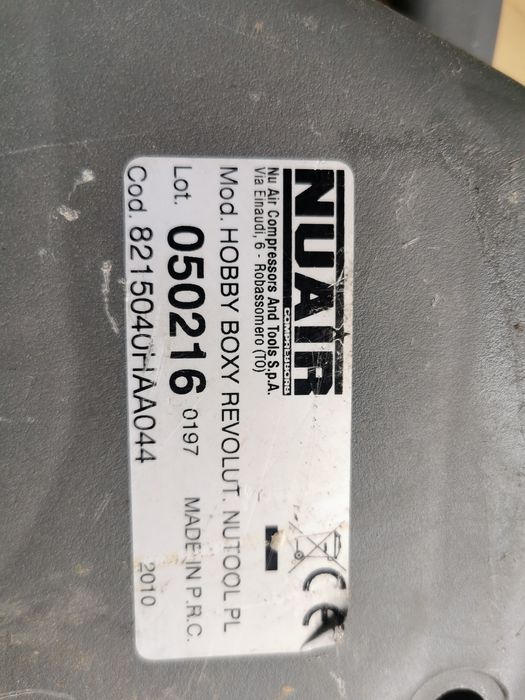 NUAIR
COMPRESSORS
Nu Air Compressors And Tools S.p.A.
Via Einaudi, 6 - Robassomero (TO)
Mod. HOBBY BOXY REVOLUT. NUTOOL PL
Lot. 050216 0197 MADE IN P.R.C.
Cod. 8215040HAA044 2010
CE